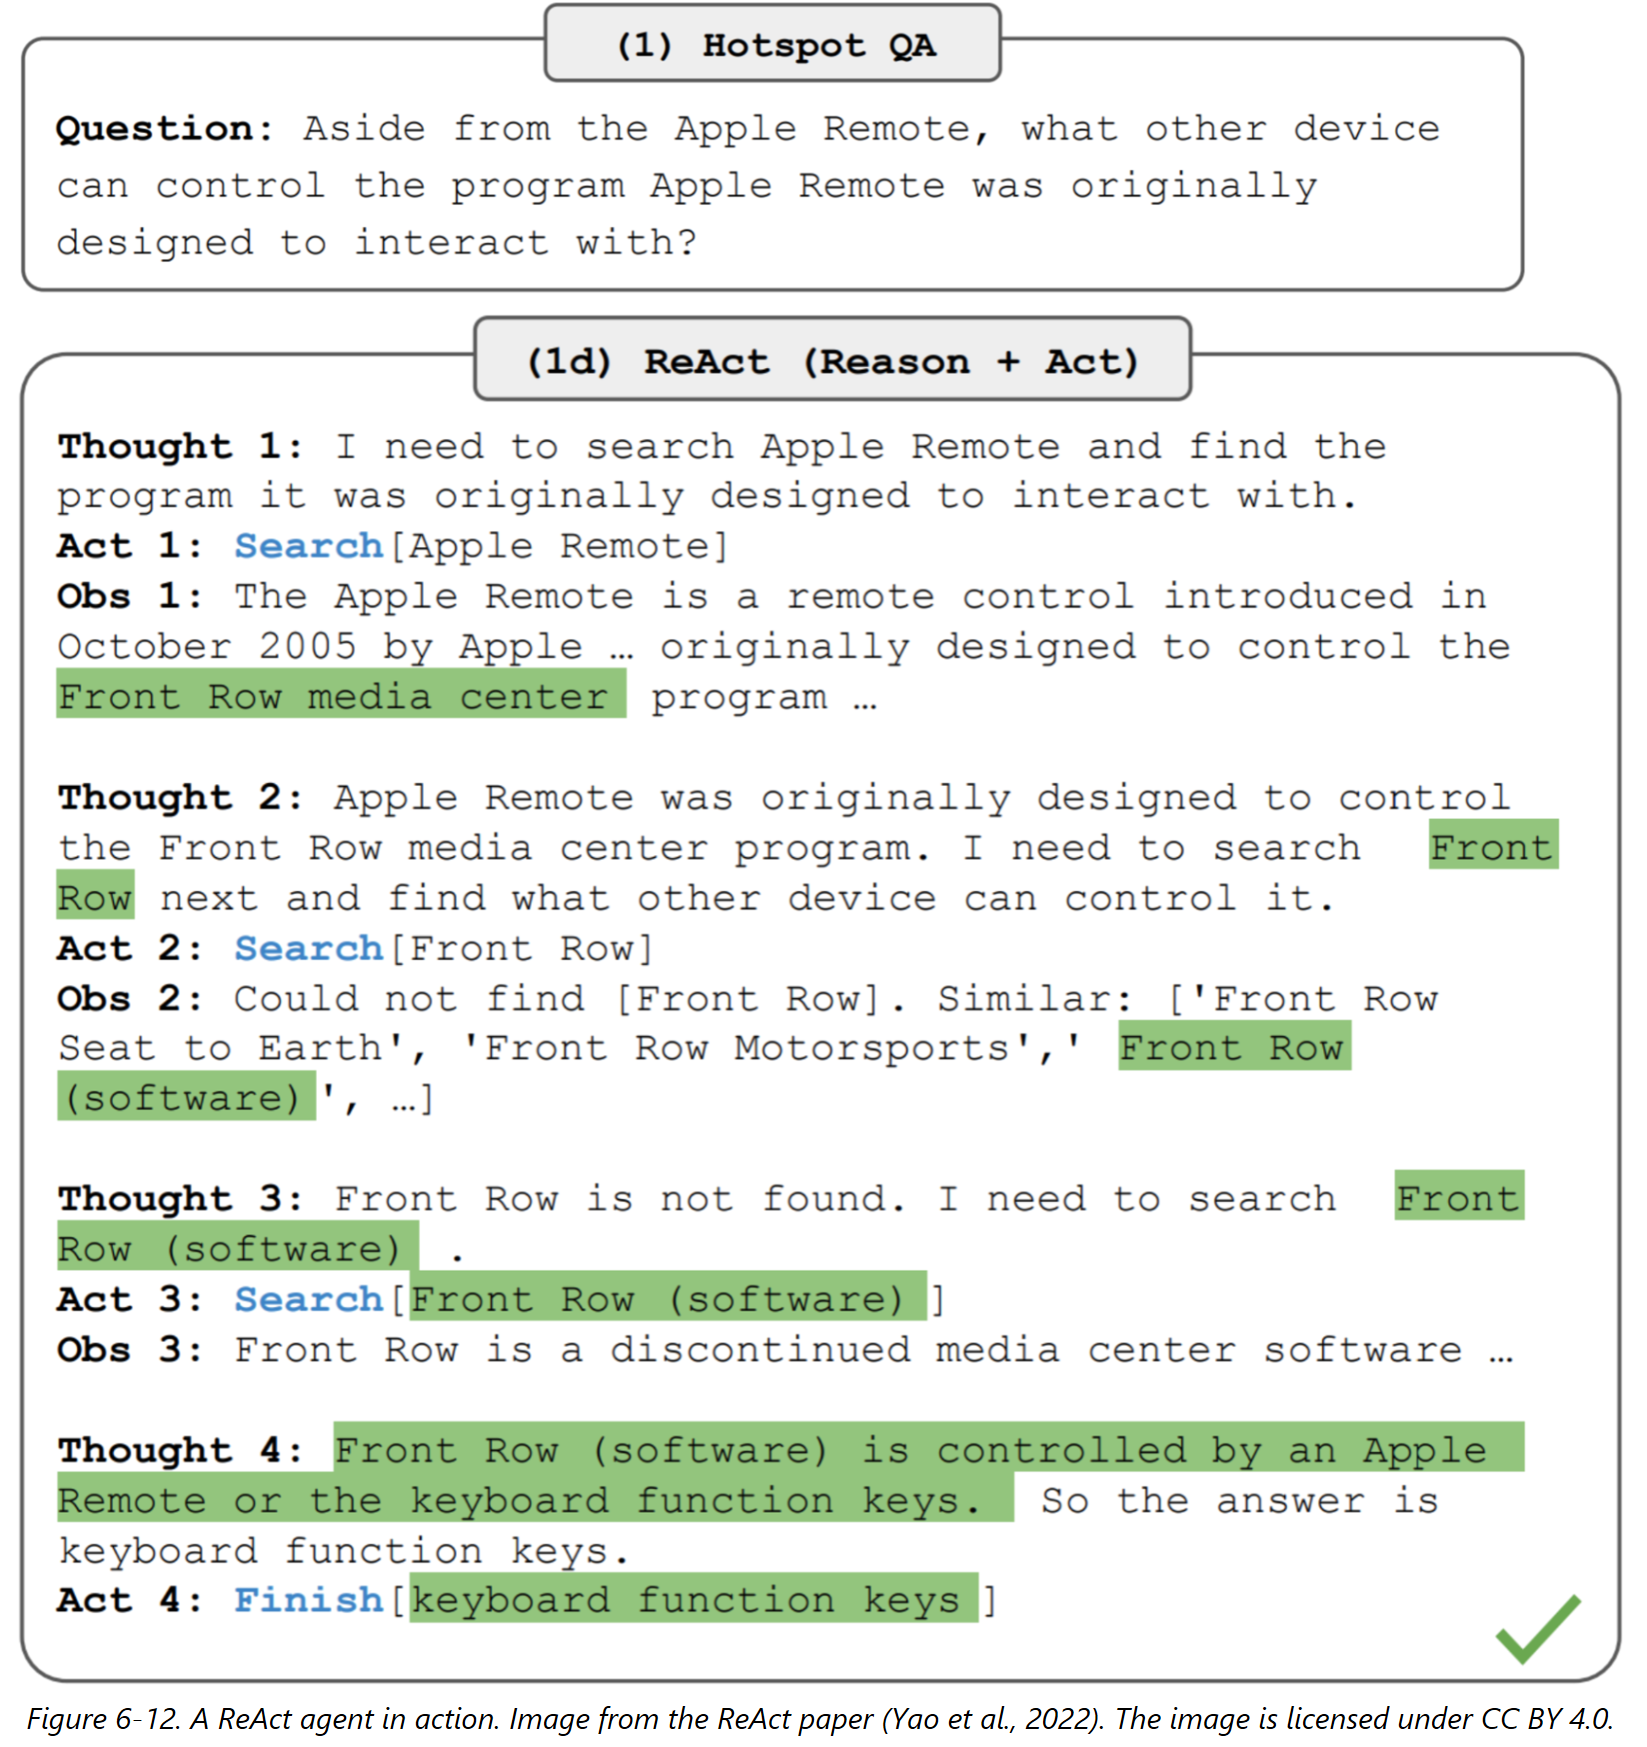 (1) Hotspot QA
Question: Aside from the Apple Remote, what other device
can control the program Apple Remote was originally
designed to interact with?
(1d) ReAct (Reason + Act)
Thought 1: I need to search Apple Remote and find the
program it was originally designed to interact with.
Act 1: Search[Apple Remote]
Obs 1: The Apple Remote is a remote control introduced in
October 2005 by Apple … originally designed to control the
Front Row media center program …
Thought 2: Apple Remote was originally designed to control
the Front Row media center program. I need to search Front
Row next and find what other device can control it.
Act 2: Search[Front Row]
Obs 2: Could not find [Front Row]. Similar: ['Front Row
Seat to Earth', 'Front Row Motorsports',' Front Row
(software)', …]
Thought 3: Front Row is not found. I need to search Front
Row (software) .
Act 3: Search[Front Row (software) ]
Obs 3: Front Row is a discontinued media center software …
Thought 4: Front Row (software) is controlled by an Apple
Remote or the keyboard function keys. So the answer is
keyboard function keys.
Act 4: Finish[keyboard function keys ]
Figure 6-12. A ReAct agent in action. Image from the ReAct paper (Yao et al., 2022). The image is licensed under CC BY 4.0.